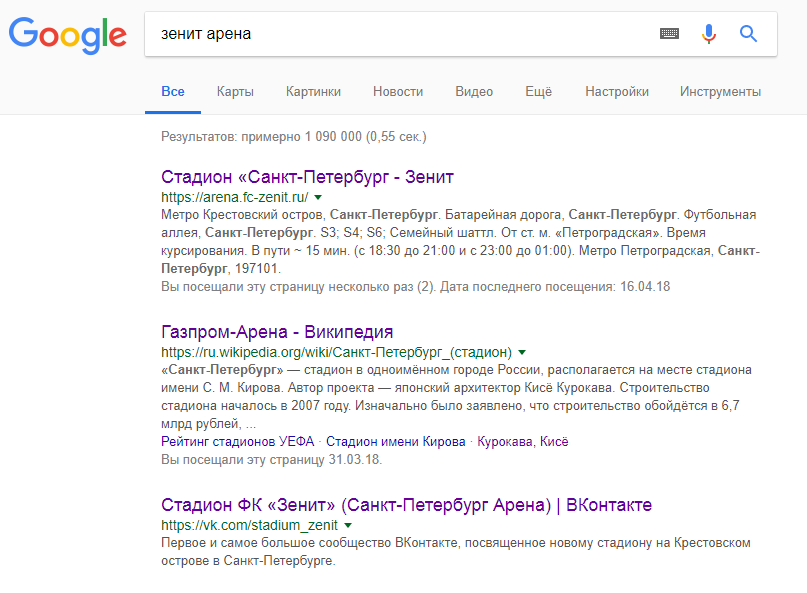 Google
зенит арена
Все Карты Картинки Новости Видео Ещё Настройки Инструменты
Результатов: примерно 1 090 000 (0,55 сек.)
Стадион «Санкт-Петербург - Зенит
https://arena.fc-zenit.ru/
Метро Крестовский остров, Санкт-Петербург. Батарейная дорога, Санкт-Петербург. Футбольная
аллея, Санкт-Петербург. S3; S4; S6; Семейный шаттл. От ст. м. «Петроградская». Время
курсирования. В пути ~ 15 мин. (с 18:30 до 21:00 и с 23:00 до 01:00). Метро Петроградская, Санкт-
Петербург, 197101.
Вы посещали эту страницу несколько раз (2). Дата последнего посещения: 16.04.18
Газпром-Арена - Википедия
https://ru.wikipedia.org/wiki/Санкт-Петербург_(стадион)
«Санкт-Петербург» — стадион в одноимённом городе России, располагается на месте стадиона
имени С. М. Кирова. Автор проекта — японский архитектор Кисё Курокава. Строительство
стадиона началось в 2007 году. Изначально было заявлено, что строительство обойдётся в 6,7
млрд рублей, ...
Рейтинг стадионов УЕФА · Стадион имени Кирова · Курокава, Кисё
Вы посещали эту страницу 31.03.18.
Стадион ФК «Зенит» (Санкт-Петербург Арена) | ВКонтакте
https://vk.com/stadium_zenit
Первое и самое большое сообщество ВКонтакте, посвященное новому стадиону на Крестовском
острове в Санкт-Петербурге.